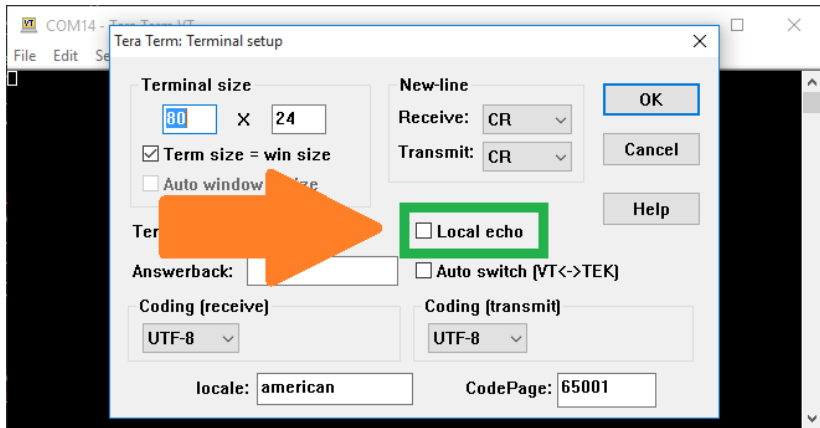 COM14 - Tera Term VT
File Edit Se
Tera Term: Terminal setup
Terminal size
80 X 24
Term size = win size
Auto window
New-line
Receive: CR
Transmit: CR
OK
Cancel
Help
Ter
Local echo
Answerback:
Auto switch (VT<->TEK)
Coding (receive)
UTF-8
Coding (transmit)
UTF-8
locale: american
CodePage: 65001